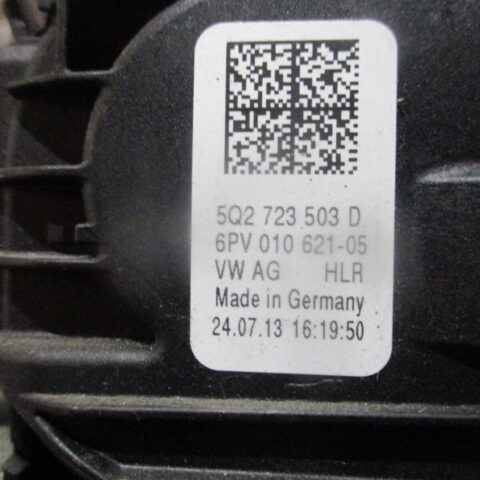 5Q2 723 503 D
6PV 010 621-05
VW AG HLR
Made in Germany
24.07.13 16:19:50